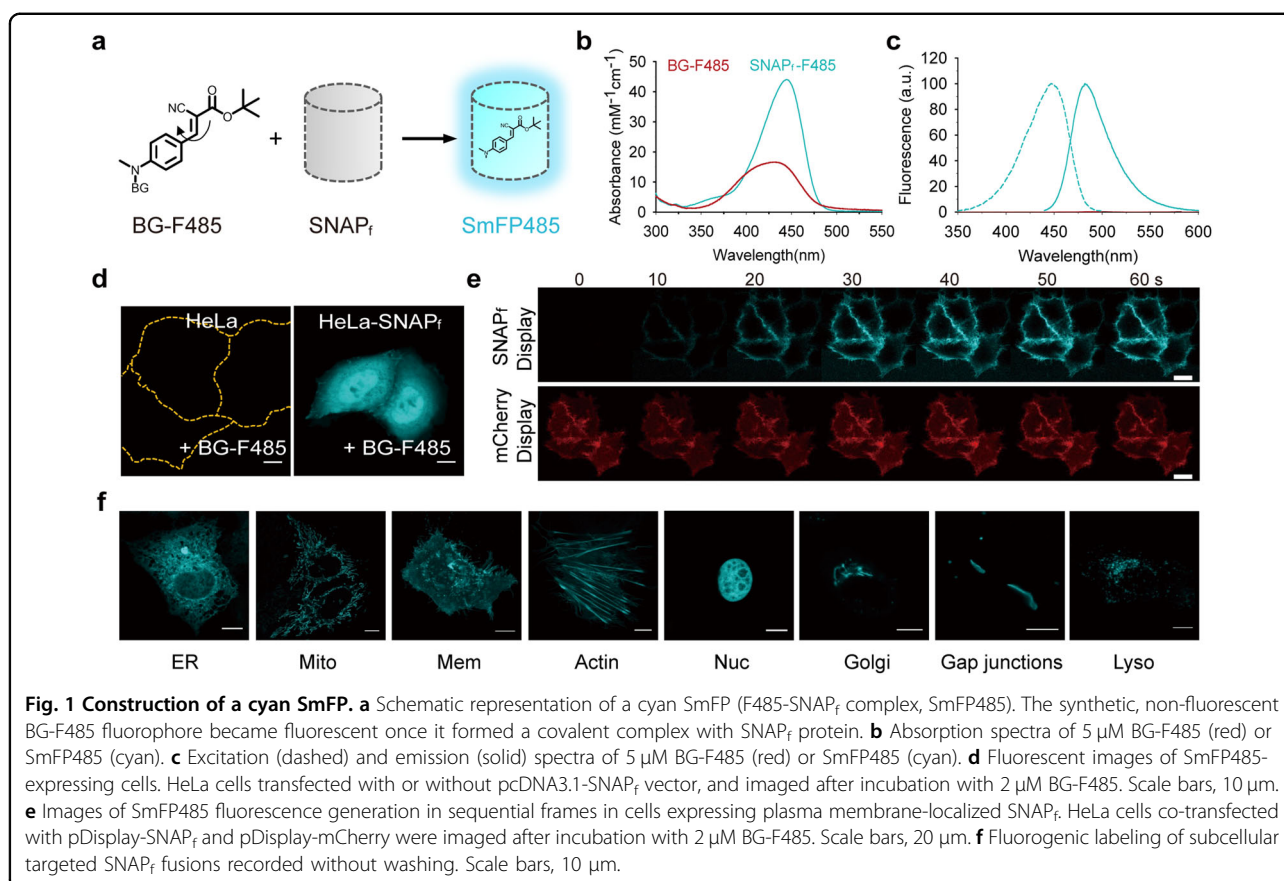 a
NC
O
O
N
BG
+
NC
O
O
N
BG-F485
SNAPf
SmFP485
b
BG-F485
SNAPf-F485
Absorbance (mM⁻¹cm⁻¹)
50
40
30
20
10
0
300
350
400
450
500
550
Wavelength(nm)
c
Fluorescence (a.u.)
120
100
80
60
40
20
0
350
400
450
500
550
600
Wavelength(nm)
d
HeLa
+ BG-F485
HeLa-SNAPf
+ BG-F485
e
0 10 20 30 40 50 60 s
SNAPf
Display
mCherry
Display
f
ER Mito Mem Actin Nuc Golgi Gap junctions Lyso
Fig. 1 Construction of a cyan SmFP. a Schematic representation of a cyan SmFP (F485-SNAPf complex, SmFP485). The synthetic, non-fluorescent
BG-F485 fluorophore became fluorescent once it formed a covalent complex with SNAPf protein. b Absorption spectra of 5 μM BG-F485 (red) or
SmFP485 (cyan). c Excitation (dashed) and emission (solid) spectra of 5 μM BG-F485 (red) or SmFP485 (cyan). d Fluorescent images of SmFP485-
expressing cells. HeLa cells transfected with or without pcDNA3.1-SNAPf vector, and imaged after incubation with 2 μM BG-F485. Scale bars, 10 μm.
e Images of SmFP485 fluorescence generation in sequential frames in cells expressing plasma membrane-localized SNAPf. HeLa cells co-transfected
with pDisplay-SNAPf and pDisplay-mCherry were imaged after incubation with 2 μM BG-F485. Scale bars, 20 μm. f Fluorogenic labeling of subcellular
targeted SNAPf fusions recorded without washing. Scale bars, 10 μm.